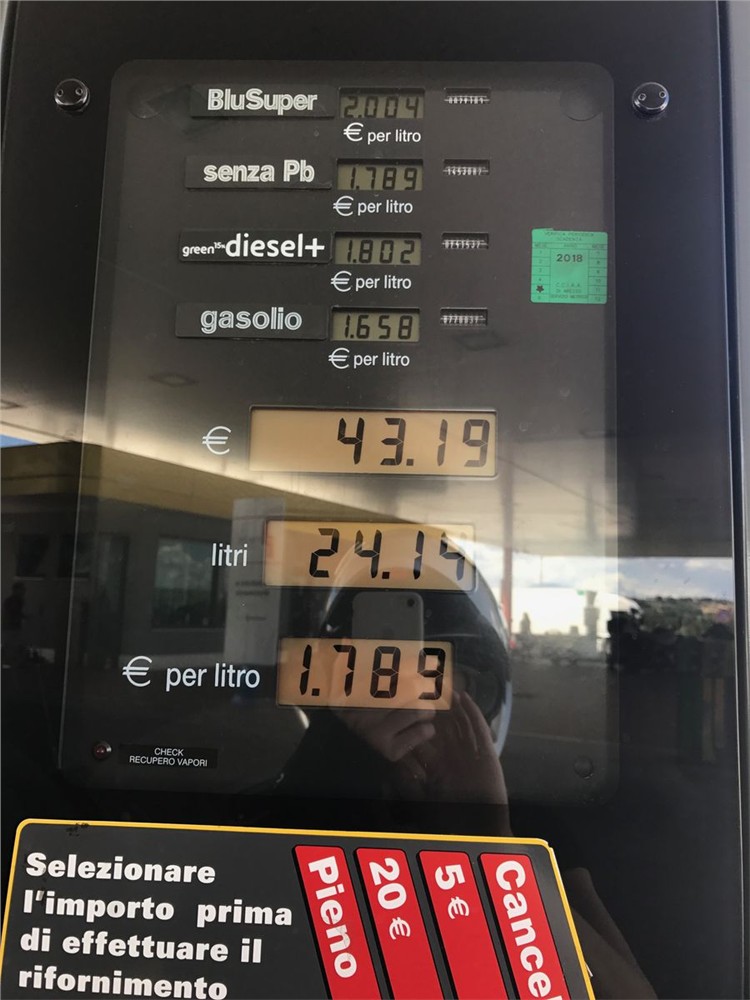 BluSuper 2.004
€ per litro
senza Pb 1.789
€ per litro
green 15% diesel+ 1.802
€ per litro
2018
gasolio 1.658
€ per litro
€ 43.19
litri 24.14
€ per litro 1.789
CHECK
RECUPERO VAPORI
Selezionare
l'importo prima
di effettuare il
rifornimento
Pieno
20 €
5 €
Cancel